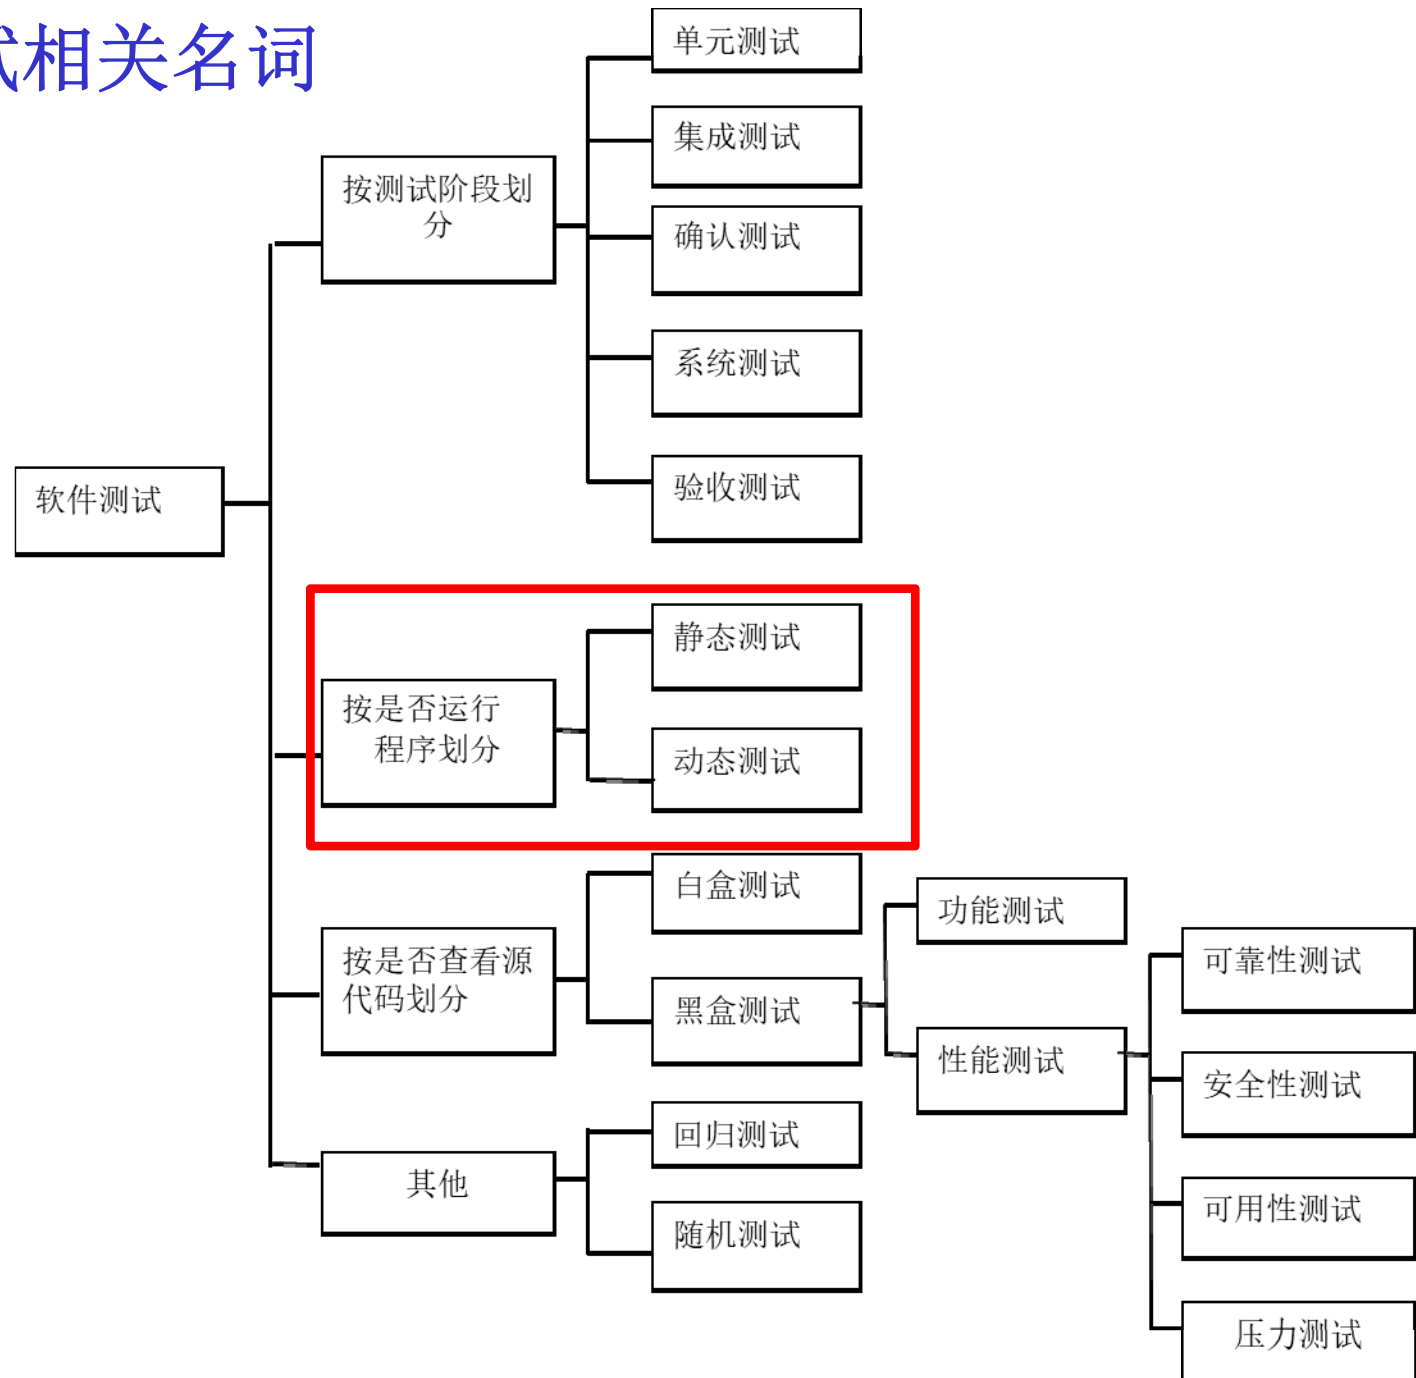 试相关名词
单元测试
集成测试
按测试阶段划
分
确认测试
系统测试
软件测试
验收测试
静态测试
按是否运行
程序划分
动态测试
白盒测试
功能测试
按是否查看源
代码划分
可靠性测试
黑盒测试
性能测试
安全性测试
回归测试
其他
可用性测试
随机测试
压力测试